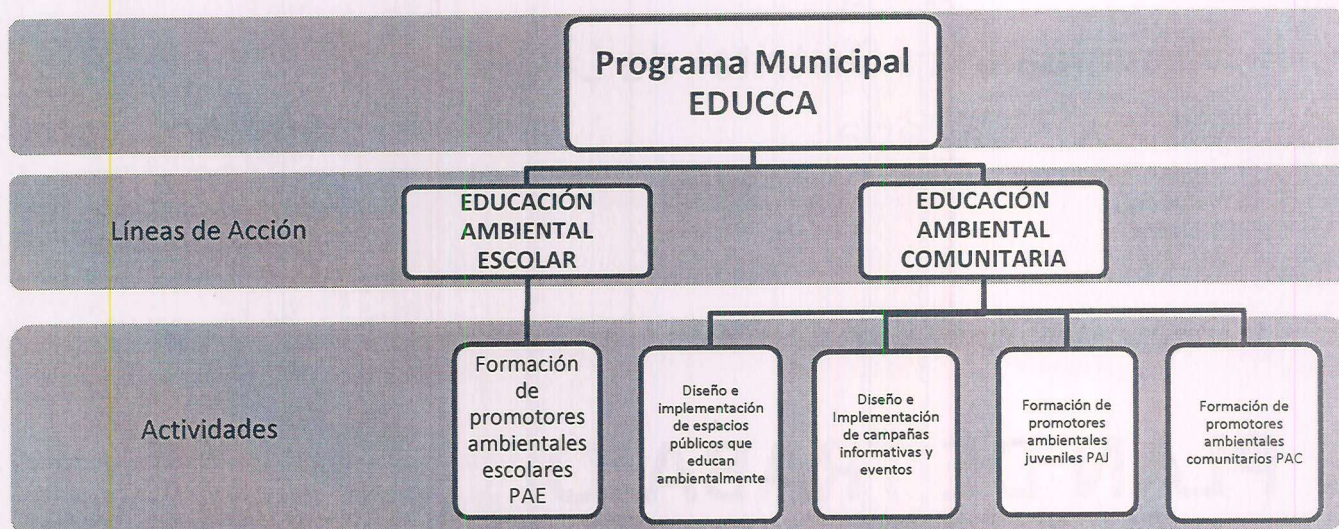 Programa Municipal
EDUCCA
Líneas de Acción
EDUCACIÓN
AMBIENTAL
ESCOLAR
EDUCACIÓN
AMBIENTAL
COMUNITARIA
Actividades
Formación
de
promotores
ambientales
escolares
PAE
Diseño e
implementación
de espacios
públicos que
educan
ambientalmente
Diseño e
Implementación
de campañas
informativas y
eventos
Formación de
promotores
ambientales
juveniles PAJ
Formación de
promotores
ambientales
comunitarios PAC